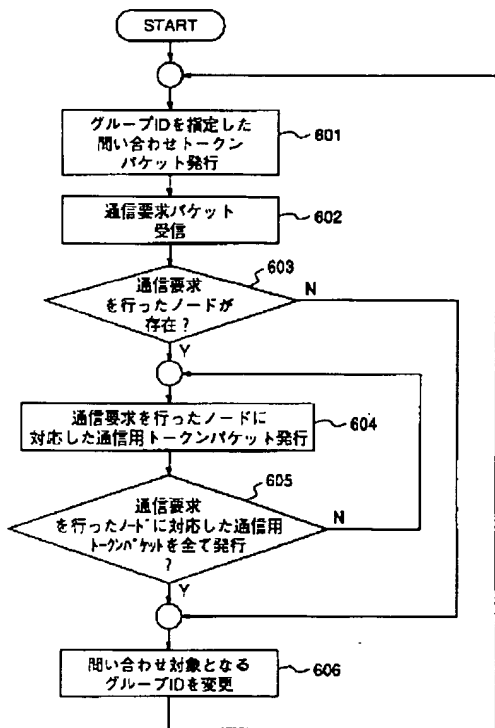 START
グループIDを指定した
問い合わせトークン
パケット発行
601
通信要求パケット
受信
602
603
通信要求
を行ったノードが
存在?
N
Y
通信要求を行ったノードに
対応した通信用トークンパケット発行
604
605
通信要求
を行ったノードに対応した通信用
トークンパケットを全て発行
?
N
Y
問い合わせ対象となる
グループIDを変更
606